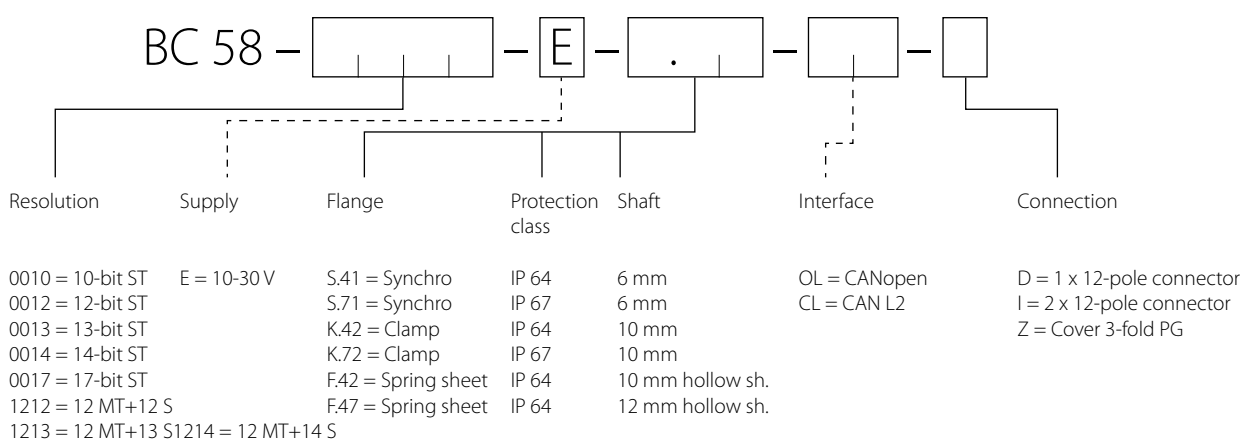 BC 58 – . – E – . – –
Resolution Supply Flange Protection class Shaft Interface Connection
0010 = 10-bit ST E = 10-30 V S.41 = Synchro IP 64 6 mm OL = CANopen D = 1 x 12-pole connector
0012 = 12-bit ST S.71 = Synchro IP 67 6 mm CL = CAN L2 I = 2 x 12-pole connector
0013 = 13-bit ST K.42 = Clamp IP 64 10 mm Z = Cover 3-fold PG
0014 = 14-bit ST K.72 = Clamp IP 67 10 mm
0017 = 17-bit ST F.42 = Spring sheet IP 64 10 mm hollow sh.
1212 = 12 MT+12 S F.47 = Spring sheet IP 64 12 mm hollow sh.
1213 = 12 MT+13 S1214 = 12 MT+14 S